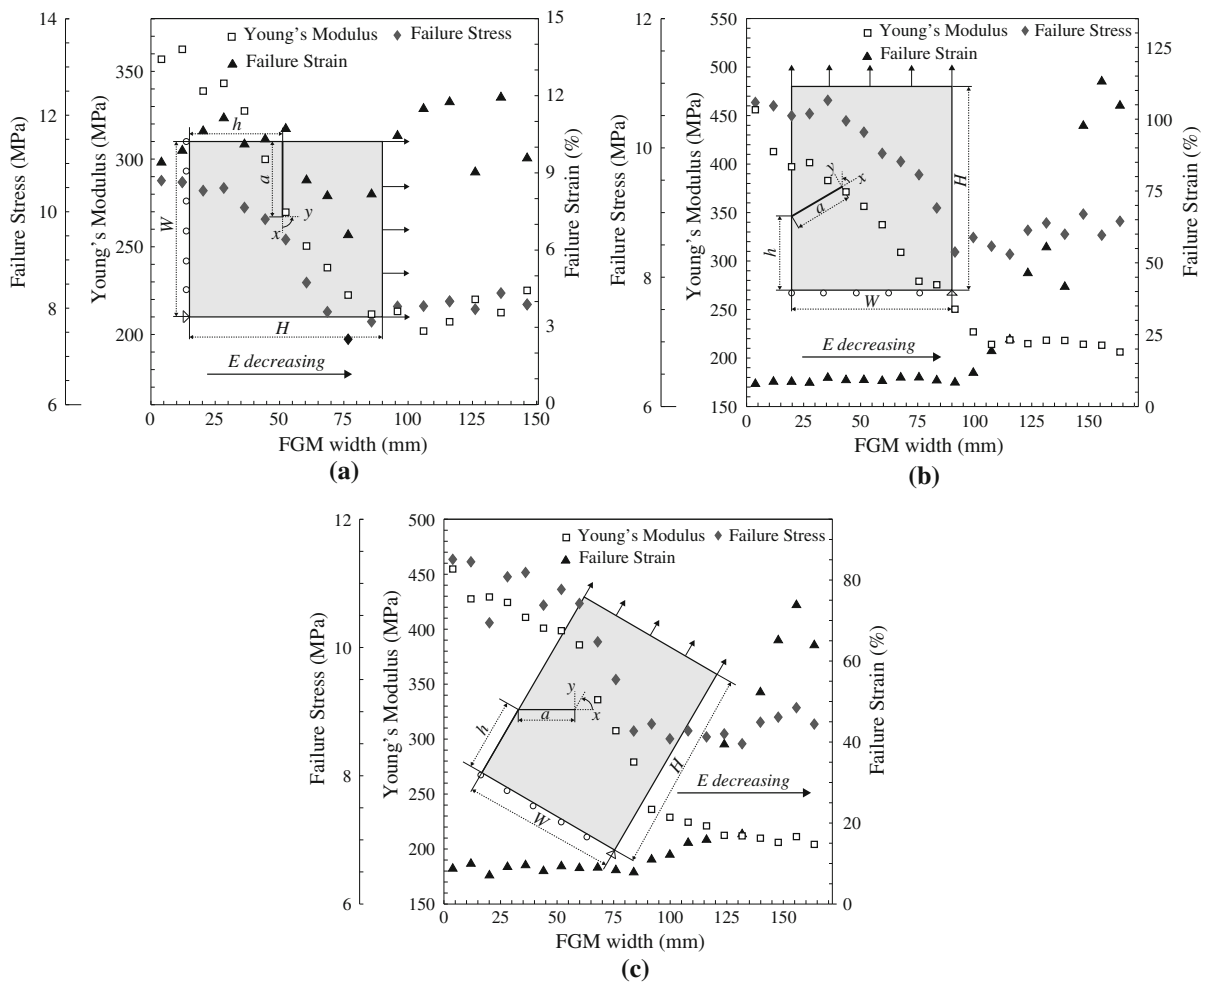 14 15%
Young's Modulus Failure Stress
Failure Strain
350 12
12 h
300 9
a
10 W y
x
250 6
8 H 3
200
E decreasing
6 0
0 25 50 75 100 125 150
Failure Stress (MPa)
Young's Modulus (MPa)
Failure Strain (%)
FGM width (mm)
(a)
12 550
Young's Modulus Failure Stress
Failure Strain
500 125
10 450 100
400 y x H 75
350 a
8 300 h 50
250 W
200 E decreasing 25
6 150 0
0 25 50 75 100 125 150
Failure Stress (MPa)
Young's Modulus (MPa)
Failure Strain (%)
FGM width (mm)
(b)
12 500
Young's Modulus Failure Stress
Failure Strain
450 80
10 400 60
350 y
a x
300 h 40
8 H
E decreasing
250 W
200 20
6 150 0
0 25 50 75 100 125 150
Failure Stress (MPa)
Young's Modulus (MPa)
Failure Strain (%)
FGM width (mm)
(c)